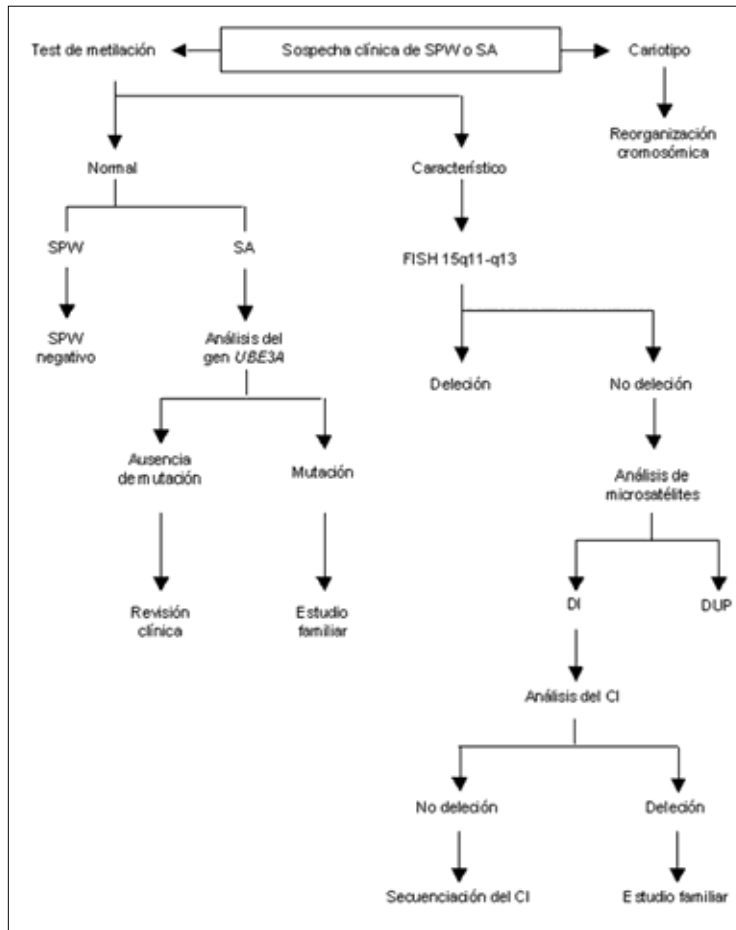 Test de metilación
Sospecha clínica de SPW o SA
Cariotipo
Reorganización
cromosómica
Normal
Característico
SPW
SA
FISH 15q11-q13
SPW
negativo
Análisis del
gen UBE3A
Deleción
No deleción
Ausencia
de mutación
Mutación
Análisis de
microsatélites
Revisión
clínica
Estudio
familiar
DI
DUP
Análisis del CI
No deleción
Deleción
Secuenciación del CI
Estudio familiar